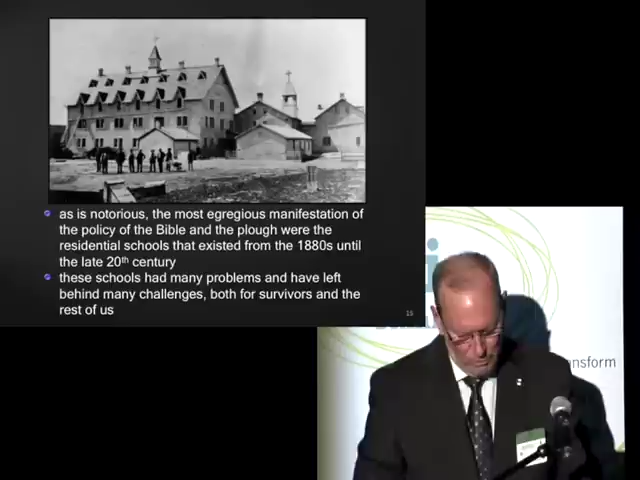 as is notorious, the most egregious manifestation of
the policy of the Bible and the plough were the
residential schools that existed from the 1880s until
the late 20th century
these schools had many problems and have left
behind many challenges, both for survivors and the
rest of us
15
ansform